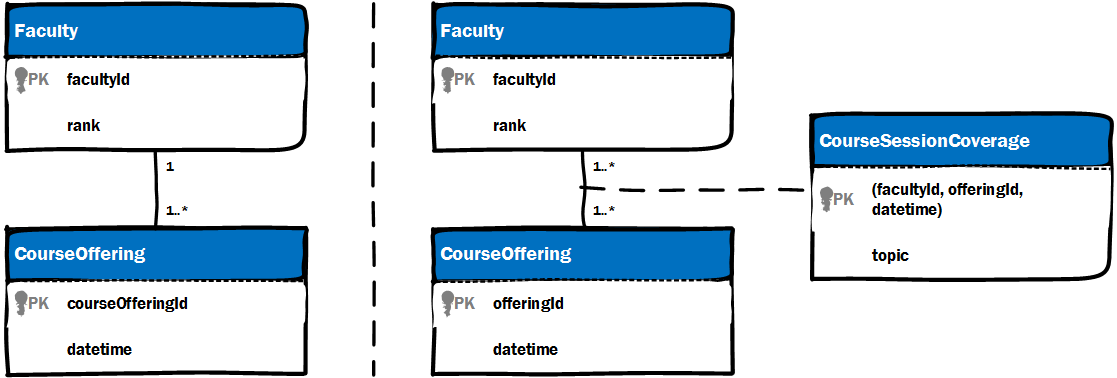 Faculty
PK facultyId
rank
1
1..*
CourseOffering
PK courseOfferingId
datetime
Faculty
PK facultyId
rank
1..*
1..*
CourseOffering
PK offeringId
datetime
CourseSessionCoverage
PK (facultyId, offeringId,
datetime)
topic